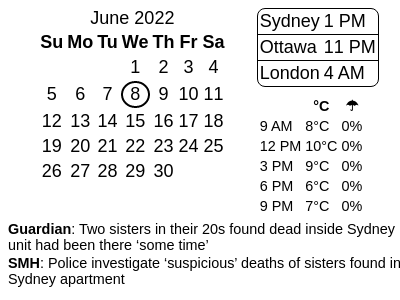 June 2022
Su Mo Tu We Th Fr Sa
1 2 3 4
5 6 7 8 9 10 11
12 13 14 15 16 17 18
19 20 21 22 23 24 25
26 27 28 29 30
Sydney 1 PM
Ottawa 11 PM
London 4 AM
°C ☂
9 AM 8°C 0%
12 PM 10°C 0%
3 PM 9°C 0%
6 PM 6°C 0%
9 PM 7°C 0%
Guardian: Two sisters in their 20s found dead inside Sydney
unit had been there ‘some time’
SMH: Police investigate ‘suspicious’ deaths of sisters found in
Sydney apartment